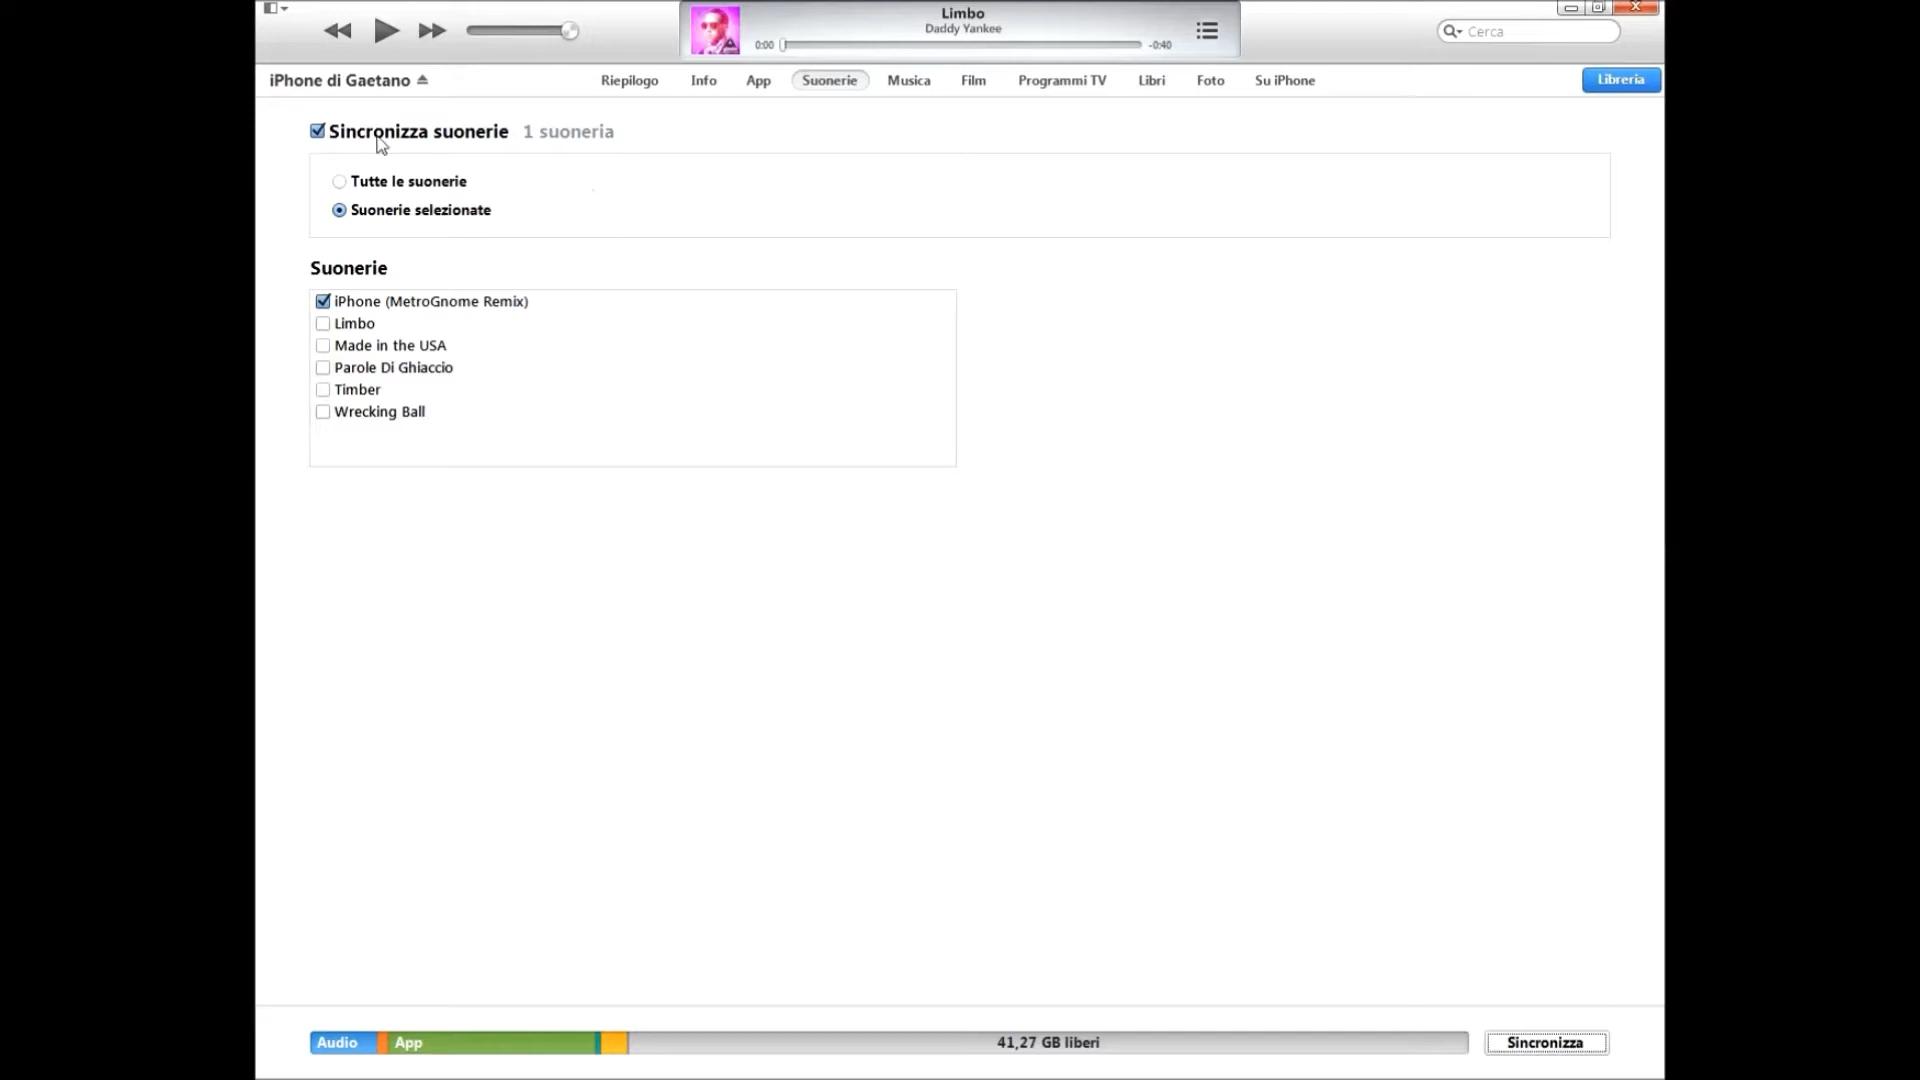 Limbo
Daddy Yankee
0:00
-0:40
Cerca
iPhone di Gaetano
Riepilogo
Info
App
Suonerie
Musica
Film
Programmi TV
Libri
Foto
Su iPhone
Libreria
Sincronizza suonerie 1 suoneria
Tutte le suonerie
Suonerie selezionate
Suonerie
iPhone (MetroGnome Remix)
Limbo
Made in the USA
Parole Di Ghiaccio
Timber
Wrecking Ball
Audio
App
41,27 GB liberi
Sincronizza